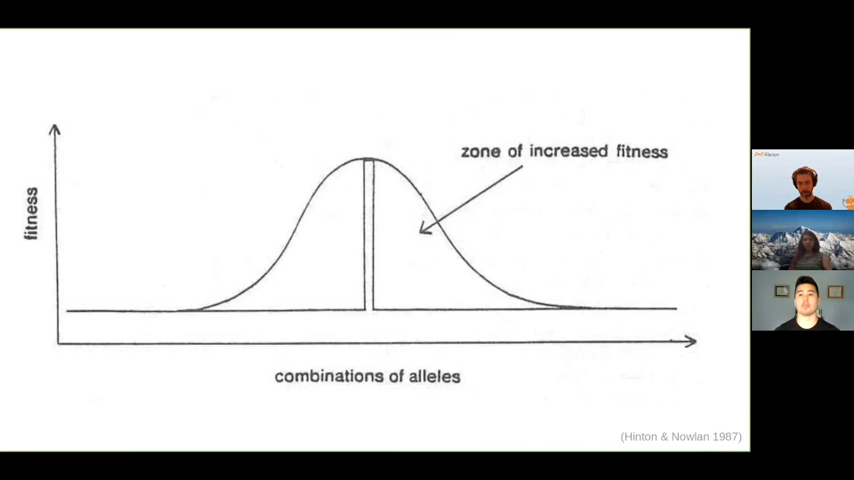 zone of increased fitness
fitness
combinations of alleles
(Hinton & Nowlan 1987)